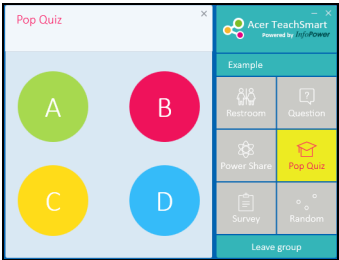 Pop Quiz
A
B
C
D
Acer TeachSmart
Powered by InfoPower
Example
Restroom
Question
Power Share
Pop Quiz
Survey
Random
Leave group